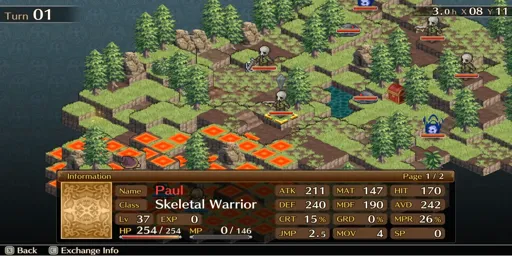 Turn 01
3.0h X 08 Y 11
Information Page 1 / 2
Name Paul ATK 211 MAT 147 HIT 170
Class Skeletal Warrior DEF 240 MDF 190 AVD 242
Lv 37 EXP 0 CRT 15% GRD 0% MPR 26%
HP 254/254 MP 0/146 JMP 2.5 MOV 4 SP 0
Back Exchange Info